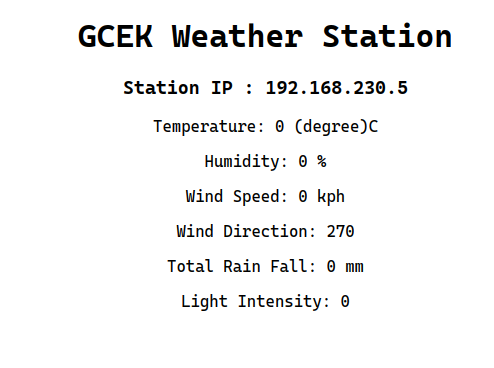 GCEK Weather Station
Station IP : 192.168.230.5
Temperature: 0 (degree)C
Humidity: 0 %
Wind Speed: 0 kph
Wind Direction: 270
Total Rain Fall: 0 mm
Light Intensity: 0